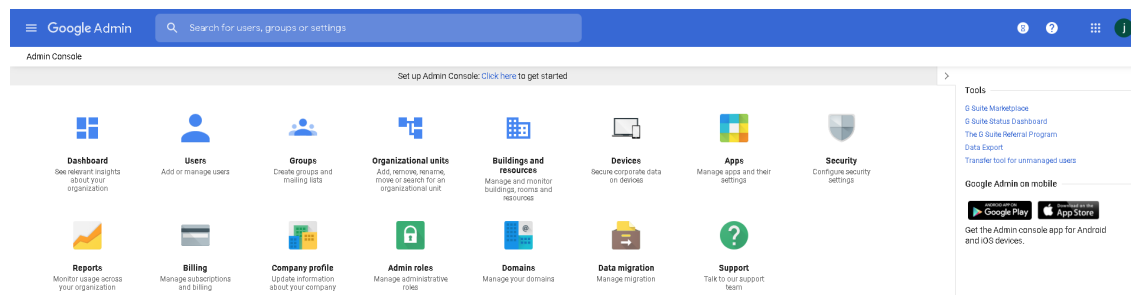 Google Admin
Search for users, groups or settings
8
?
j
Admin Console
Set up Admin Console: Click here to get started
Dashboard
See relevant insights
about your
organization
Users
Add or manage users
Groups
Create groups and
mailing lists
Organizational units
Add, remove, rename,
move or search for an
organizational unit
Buildings and
resources
Manage and monitor
buildings, rooms and
resources
Devices
Secure corporate data
on devices
Apps
Manage apps and their
settings
Security
Configure security
settings
Reports
Monitor usage across
your organization
Billing
Manage subscriptions
and billing
Company profile
Update information
about your company
Admin roles
Manage administrative
roles
@
Domains
Manage your domains
Data migration
Manage migration
?
Support
Talk to our support
team
Tools
G Suite Marketplace
G Suite Status Dashboard
The G Suite Referral Program
Data Export
Transfer tool for unmanaged users
Google Admin on mobile
ANDROID APP ON
Google Play
Download on the
App Store
Get the Admin console app for Android
and iOS devices.